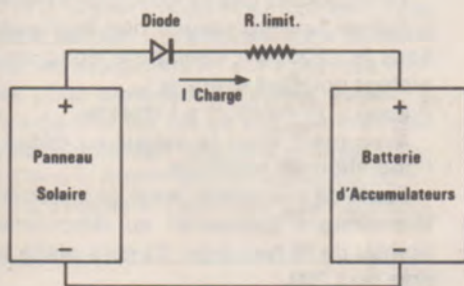 Diode
R. limit.
I Charge
+
+
Panneau
Solaire
Batterie
d'Accumulateurs
−
−